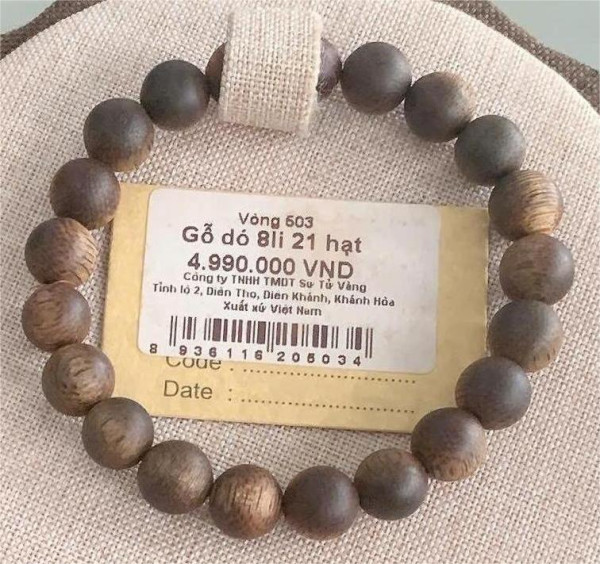 Vòng 503
Gỗ dó 8li 21 hạt
4.990.000 VND
Công ty TNHH TMDT Sư Tử Vàng
Tỉnh lộ 2, Diên Thọ, Diên Khánh, Khánh Hòa
Xuất xứ Việt Nam
8 936116 205034
Code : ................................
Date : ................................